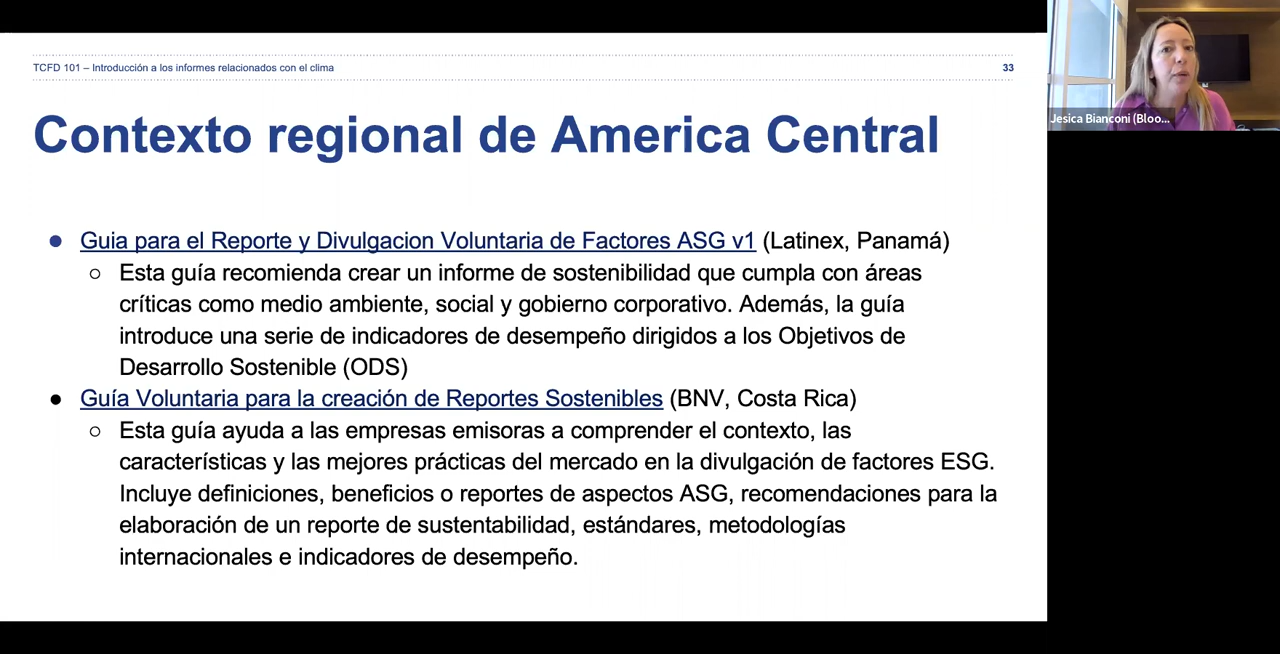 TCFD 101 – Introducción a los informes relacionados con el clima
33
Contexto regional de America Central
● Guia para el Reporte y Divulgacion Voluntaria de Factores ASG v1 (Latinex, Panamá)
○ Esta guía recomienda crear un informe de sostenibilidad que cumpla con áreas
críticas como medio ambiente, social y gobierno corporativo. Además, la guía
introduce una serie de indicadores de desempeño dirigidos a los Objetivos de
Desarrollo Sostenible (ODS)
● Guía Voluntaria para la creación de Reportes Sostenibles (BNV, Costa Rica)
○ Esta guía ayuda a las empresas emisoras a comprender el contexto, las
características y las mejores prácticas del mercado en la divulgación de factores ESG.
Incluye definiciones, beneficios o reportes de aspectos ASG, recomendaciones para la
elaboración de un reporte de sustentabilidad, estándares, metodologías
internacionales e indicadores de desempeño.
Jesica Bianconi (Bloo...